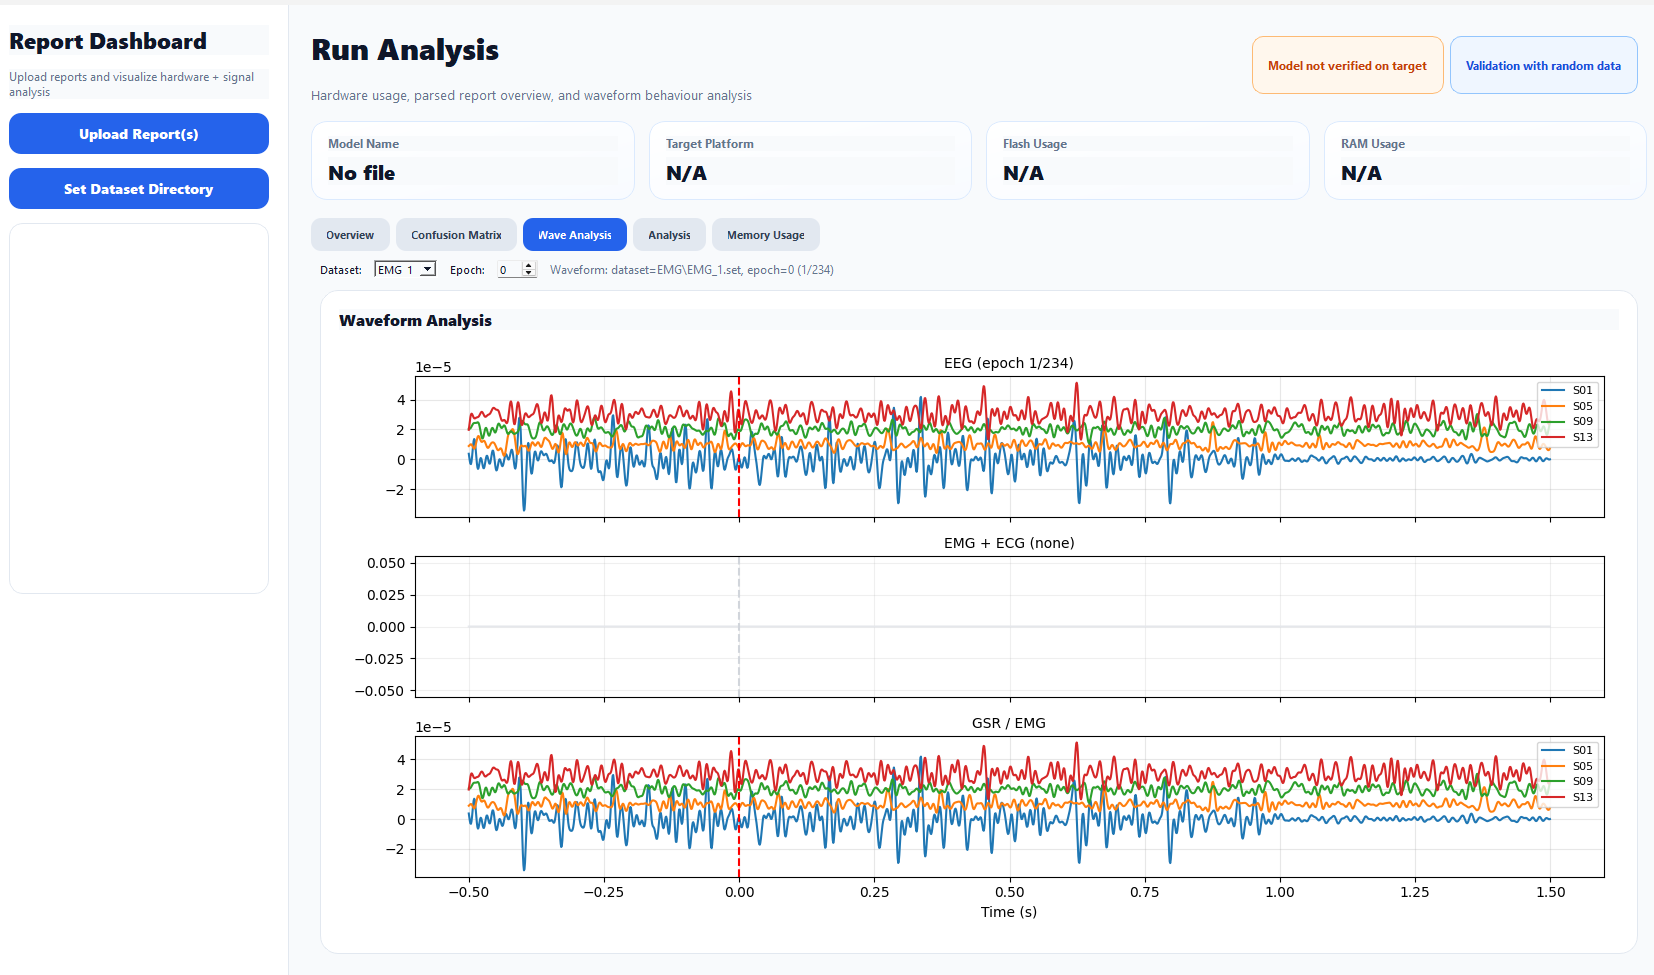 Report Dashboard
Upload reports and visualize hardware + signal
analysis
Upload Report(s)
Set Dataset Directory
Run Analysis
Hardware usage, parsed report overview, and waveform behaviour analysis
Model not verified on target
Validation with random data
Model Name
No file
Target Platform
N/A
Flash Usage
N/A
RAM Usage
N/A
Overview
Confusion Matrix
Wave Analysis
Analysis
Memory Usage
Dataset: EMG 1 Epoch: 0 Waveform: dataset=EMG\EMG_1.set, epoch=0 (1/234)
Waveform Analysis
EEG (epoch 1/234)
1e−5
4
2
0
−2
S01
S05
S09
S13
EMG + ECG (none)
0.050
0.025
0.000
−0.025
−0.050
GSR / EMG
1e−5
4
2
0
−2
S01
S05
S09
S13
−0.50 −0.25 0.00 0.25 0.50 0.75 1.00 1.25 1.50
Time (s)